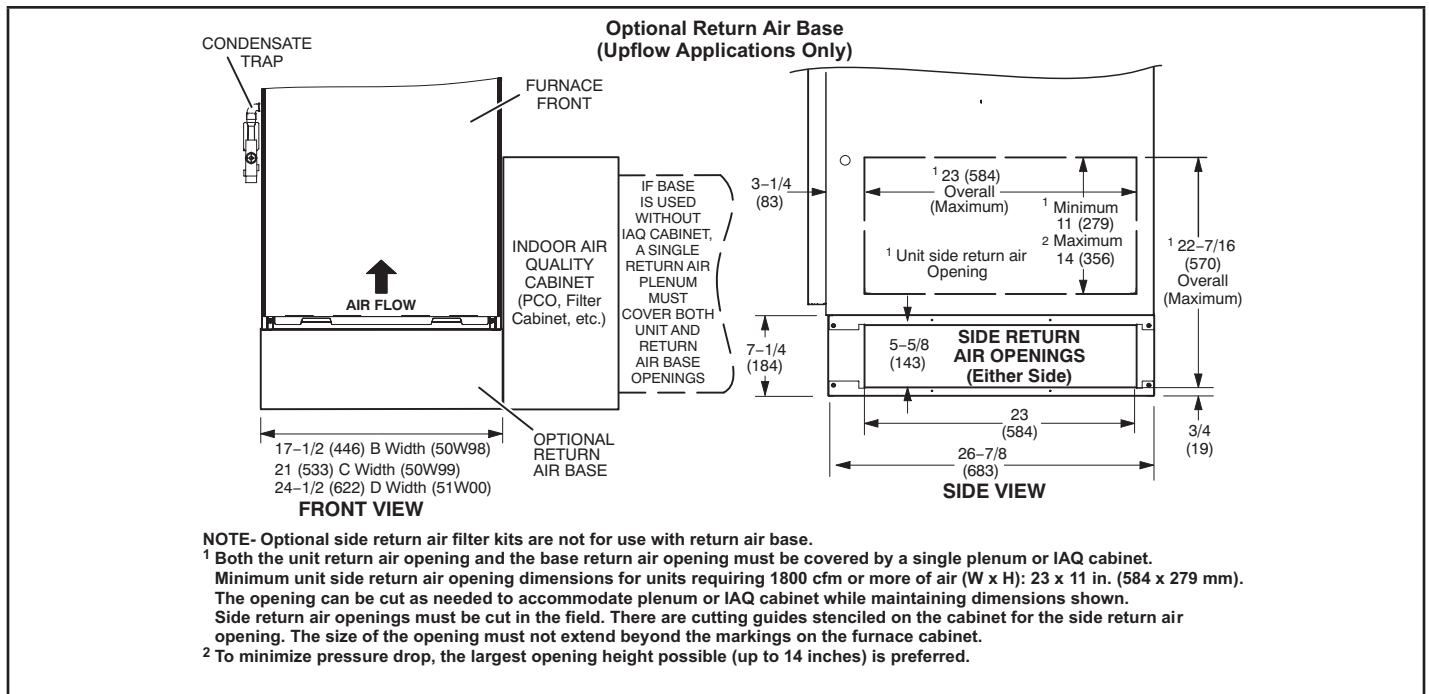 Optional Return Air Base
(Upflow Applications Only)
CONDENSATE
TRAP
FURNACE
FRONT
AIR FLOW
INDOOR AIR
QUALITY
CABINET
(PCO, Filter
Cabinet, etc.)
IF BASE
IS USED
WITHOUT
IAQ CABINET,
A SINGLE
RETURN AIR
PLENUM
MUST
COVER BOTH
UNIT AND
RETURN
AIR BASE
OPENINGS
OPTIONAL
RETURN
AIR BASE
17−1/2 (446) B Width (50W98)
21 (533) C Width (50W99)
24−1/2 (622) D Width (51W00)
FRONT VIEW
3−1/4
(83)
1 23 (584)
Overall
(Maximum)
1 Minimum
11 (279)
2 Maximum
14 (356)
1 Unit side return air
Opening
1 22−7/16
(570)
Overall
(Maximum)
7−1/4
(184)
5−5/8
(143)
SIDE RETURN
AIR OPENINGS
(Either Side)
23
(584)
3/4
(19)
26−7/8
(683)
SIDE VIEW
NOTE- Optional side return air filter kits are not for use with return air base.
1 Both the unit return air opening and the base return air opening must be covered by a single plenum or IAQ cabinet.
Minimum unit side return air opening dimensions for units requiring 1800 cfm or more of air (W x H): 23 x 11 in. (584 x 279 mm).
The opening can be cut as needed to accommodate plenum or IAQ cabinet while maintaining dimensions shown.
Side return air openings must be cut in the field. There are cutting guides stenciled on the cabinet for the side return air
opening. The size of the opening must not extend beyond the markings on the furnace cabinet.
2 To minimize pressure drop, the largest opening height possible (up to 14 inches) is preferred.